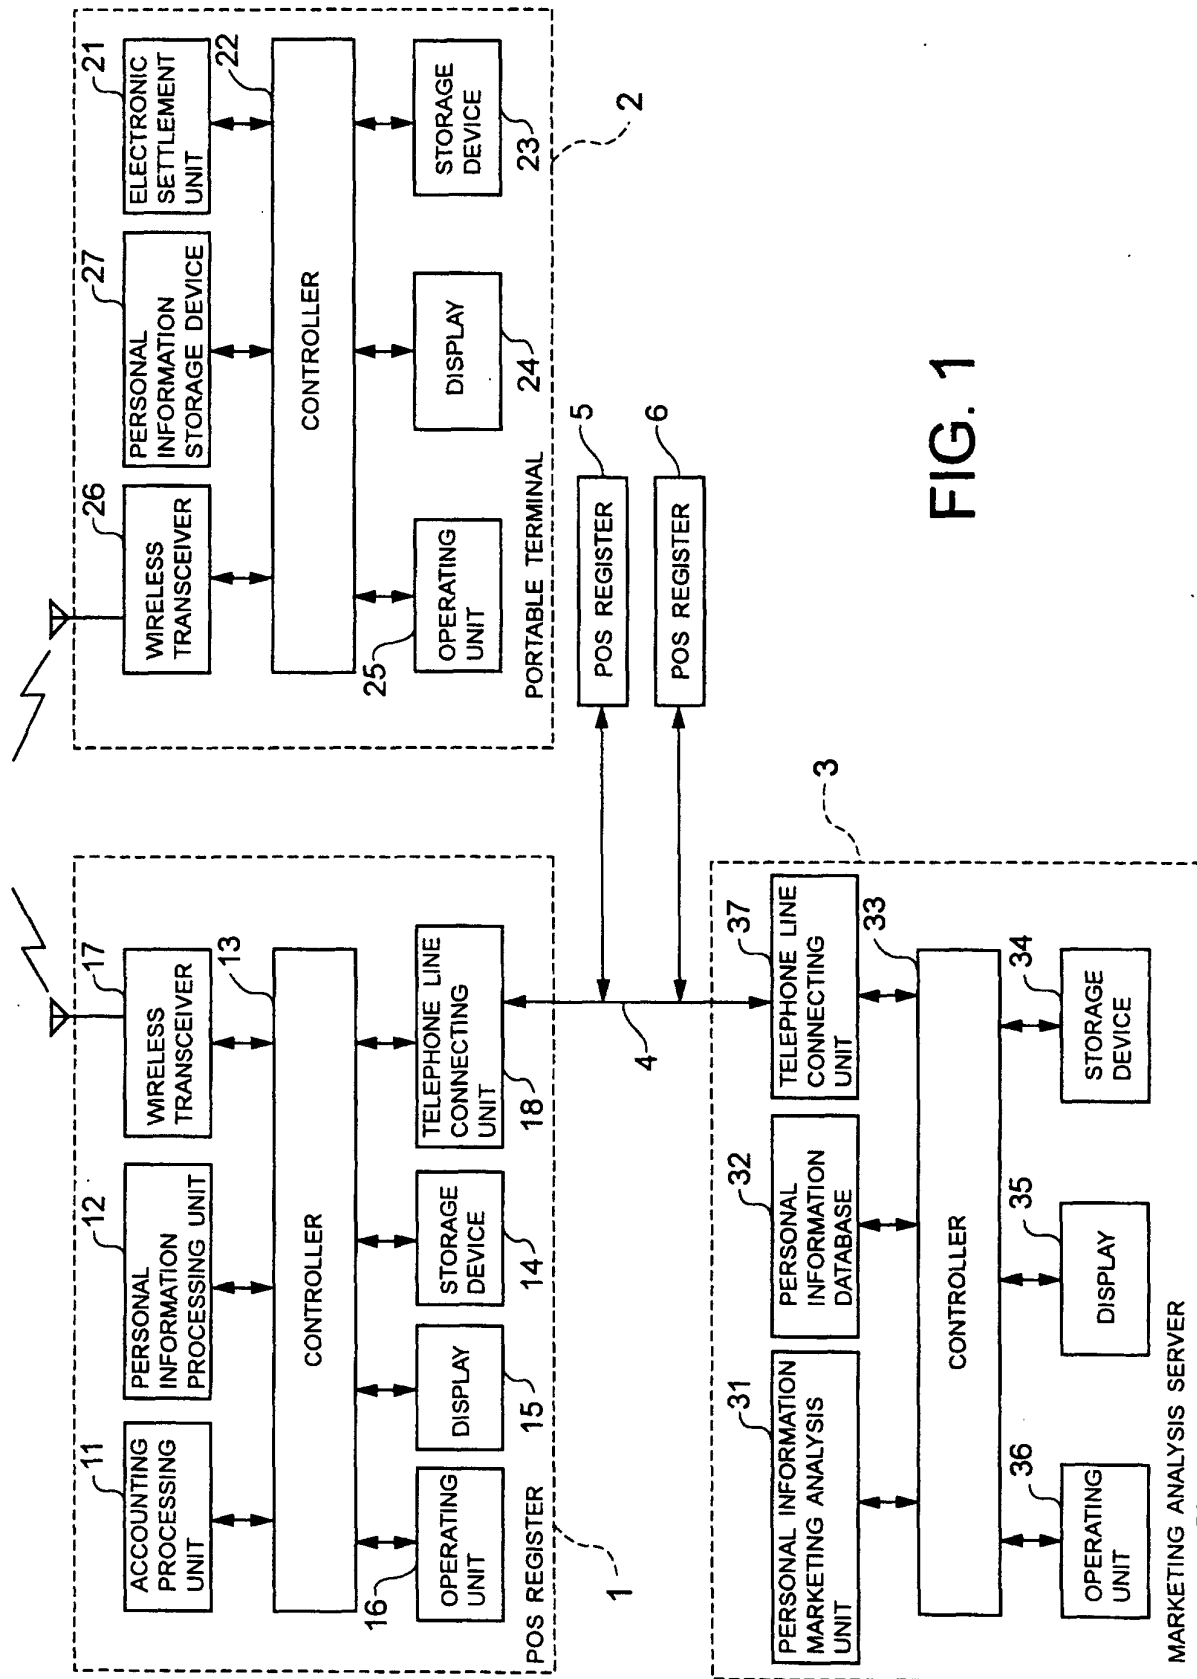 17
WIRELESS
TRANSCEIVER
12
PERSONAL
INFORMATION
PROCESSING UNIT
11
ACCOUNTING
PROCESSING
UNIT
13
CONTROLLER
TELEPHONE LINE
CONNECTING
UNIT
18
STORAGE
DEVICE
14
DISPLAY
15
OPERATING
UNIT
16
POS REGISTER
1
26
WIRELESS
TRANSCEIVER
27
PERSONAL
INFORMATION
STORAGE DEVICE
21
ELECTRONIC
SETTLEMENT
UNIT
22
CONTROLLER
25
OPERATING
UNIT
DISPLAY
24
STORAGE
DEVICE
23
PORTABLE TERMINAL
2
POS REGISTER
5
POS REGISTER
6
4
3
31
PERSONAL INFORMATION
MARKETING ANALYSIS
UNIT
32
PERSONAL
INFORMATION
DATABASE
37
TELEPHONE LINE
CONNECTING
UNIT
33
CONTROLLER
36
OPERATING
UNIT
35
DISPLAY
34
STORAGE
DEVICE
MARKETING ANALYSIS SERVER
FIG. 1